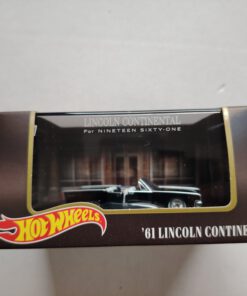 LINCOLN CONTINENTAL
For NINETEEN SIXTY-ONE
HOT WHEELS
'61 LINCOLN CONTINE